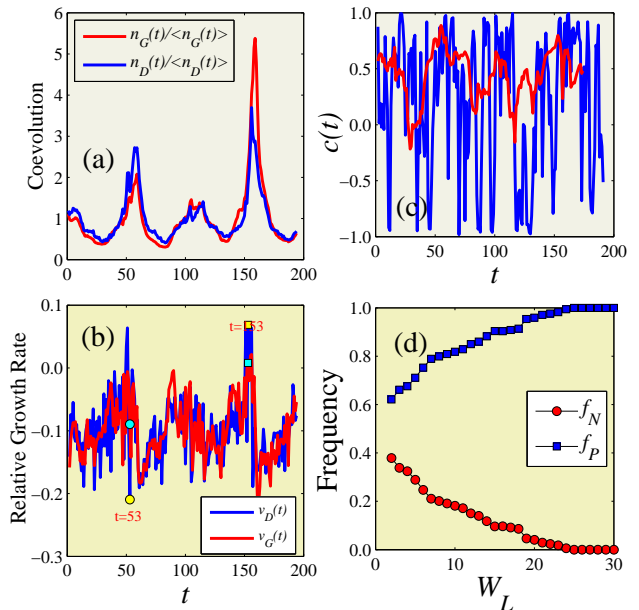 6
5
4
3
2
1
0
Coevolution
n_G(t)/<n_G(t)>
n_D(t)/<n_D(t)>
(a)
0 50 100 150 200
1.0
0.5
0.0
−0.5
−1.0
c(t)
(c)
0 50 100 150 200
t
0.1
0.0
−0.1
−0.2
−0.3
Relative Growth Rate
(b)
t=153
t=53
v_D(t)
v_G(t)
0 50 100 150 200
t
1.0
0.8
0.6
0.4
0.2
0.0
Frequency
(d)
f_N
f_P
0 10 20 30
W_L